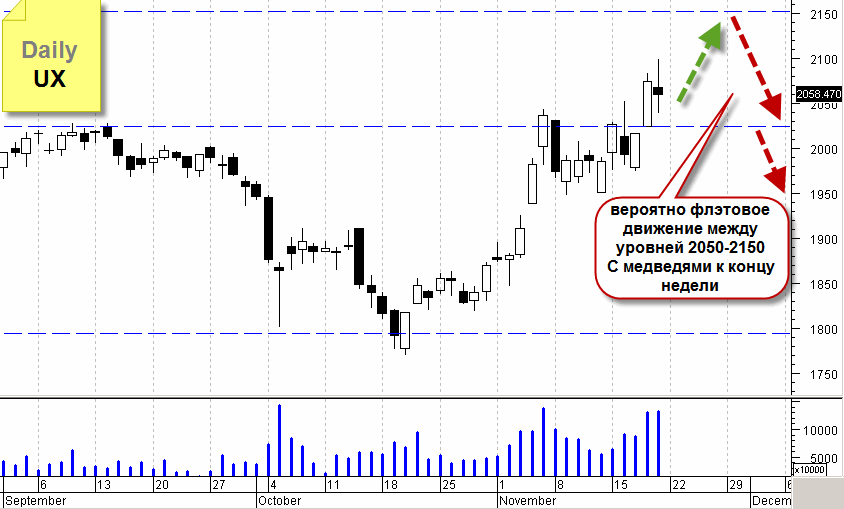 Daily
UX
2150
2100
2058.470
2050
2000
1950
1900
1850
1800
1750
вероятно флэтовое
движение между
уровней 2050-2150
С медведями к концу
недели
10000
5000
x10000
6 13 20 27 4 11 18 25 1 8 15 22 29 6
September October November Decem